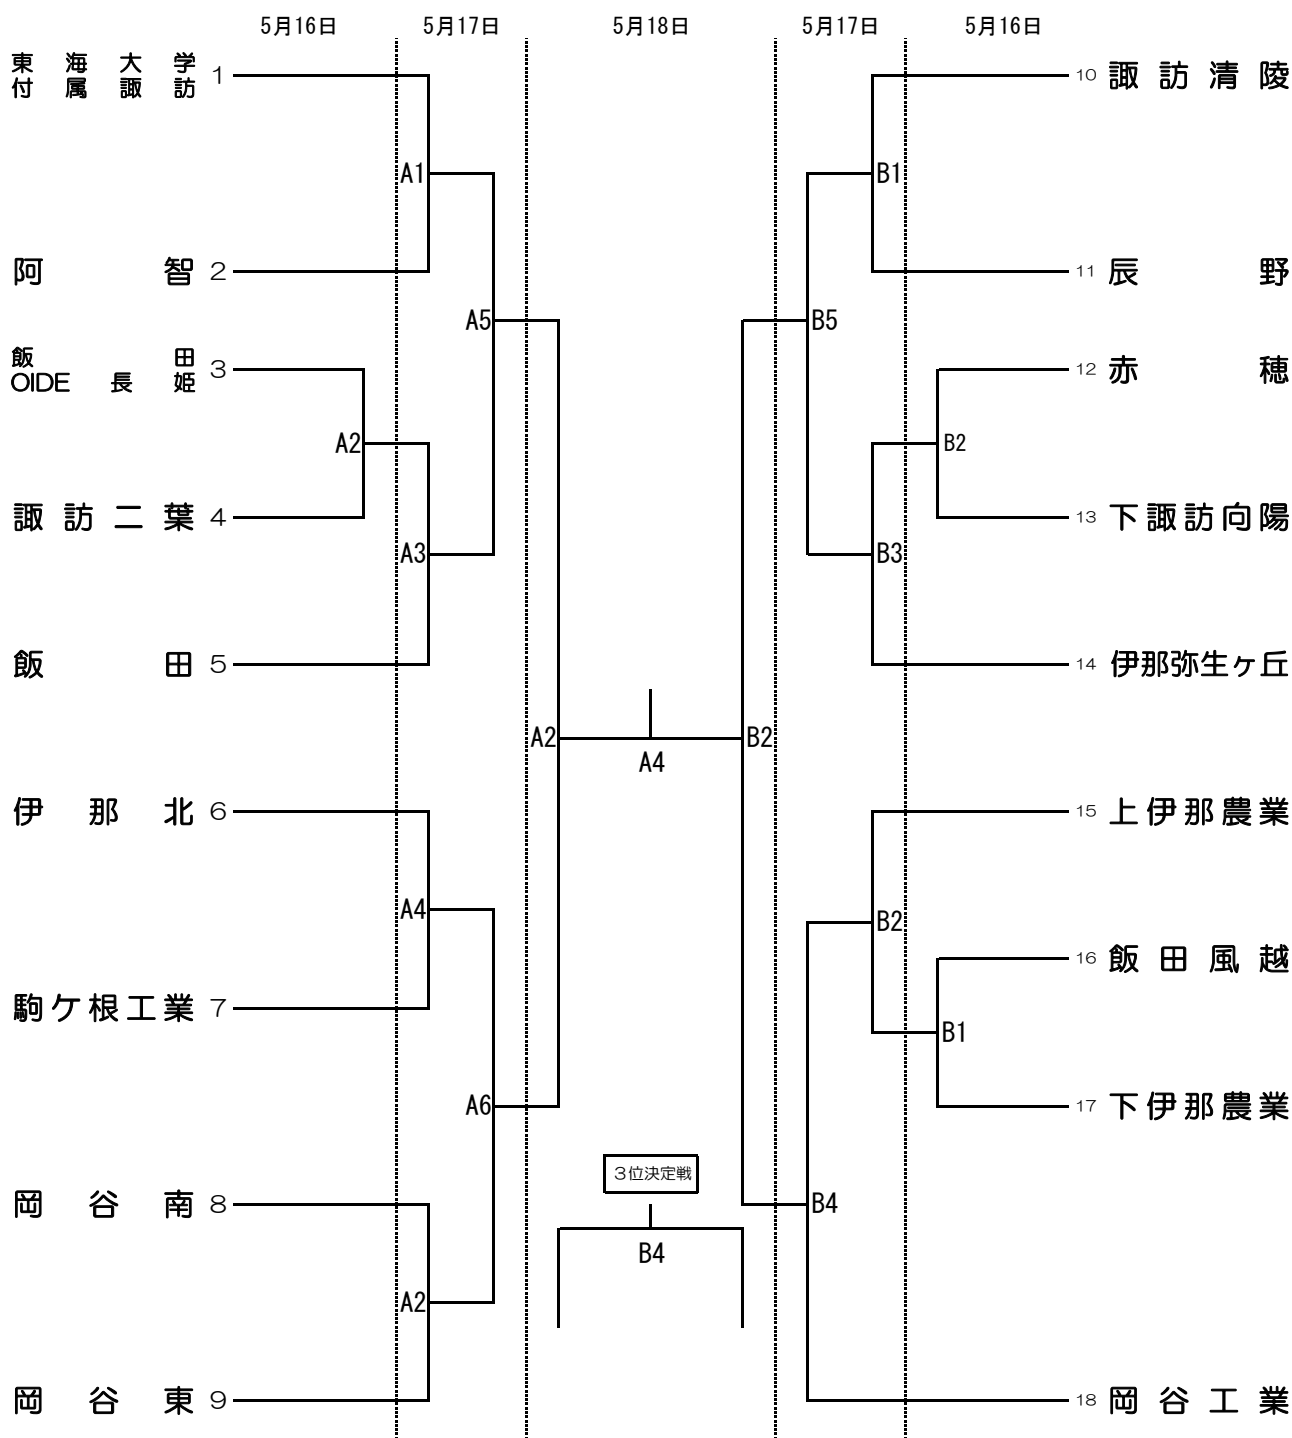 5月16日 5月17日 5月18日 5月17日 5月16日
東海大学
付属諏訪 1
10 諏訪清陵
A1
B1
阿智 2
11 辰野
A5
B5
飯田
OIDE長姫 3
12 赤穂
A2
B2
諏訪二葉 4
13 下諏訪向陽
A3
B3
飯田 5
14 伊那弥生ヶ丘
A2
A4
B2
伊那北 6
15 上伊那農業
A4
B2
16 飯田風越
駒ケ根工業 7
B1
A6
17 下伊那農業
3位決定戦
岡谷南 8
B4
B4
A2
岡谷東 9
18 岡谷工業